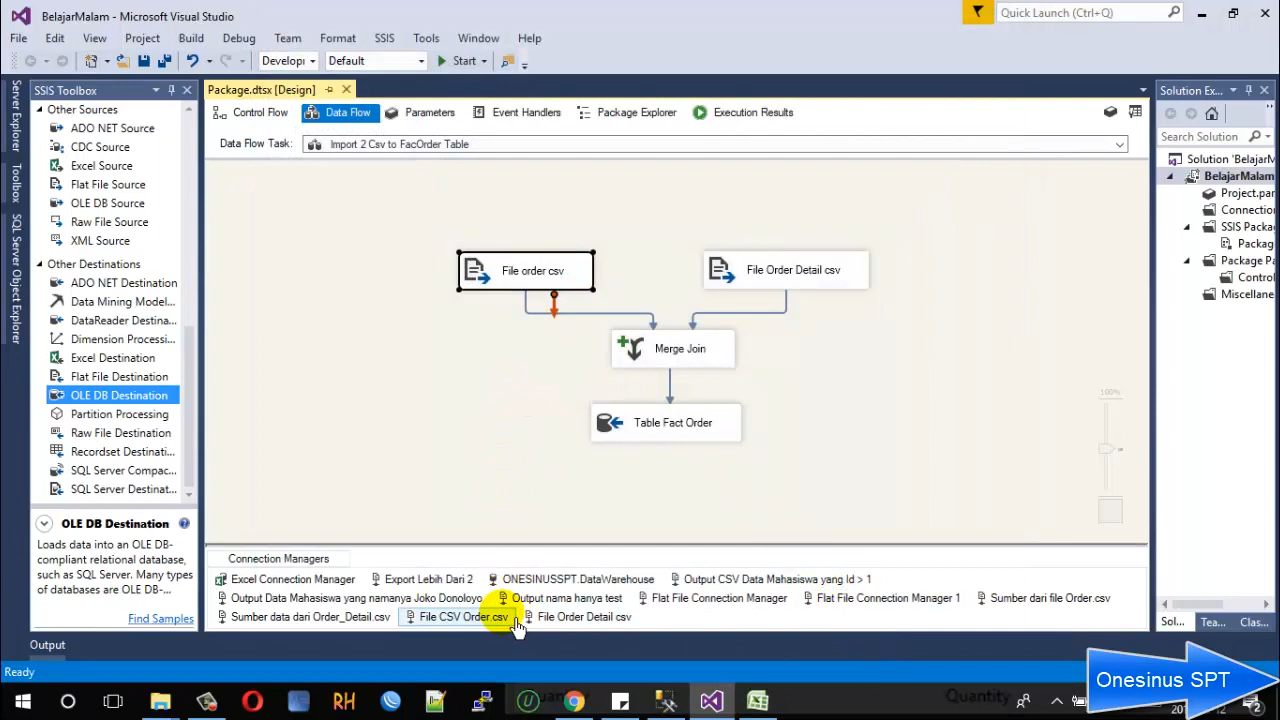 BelajarMalam - Microsoft Visual Studio
Quick Launch (Ctrl+Q)
File Edit View Project Build Debug Team Format SSIS Tools Window Help
Developi Default Start
Server Explorer
Toolbox
SQL Server Object Explorer
SSIS Toolbox
Other Sources
ADO NET Source
CDC Source
Excel Source
Flat File Source
OLE DB Source
Raw File Source
XML Source
Other Destinations
ADO NET Destination
Data Mining Model...
DataReader Destina...
Dimension Processi...
Excel Destination
Flat File Destination
OLE DB Destination
Partition Processing
Raw File Destination
Recordset Destinati...
SQL Server Compac...
SQL Server Destinat...
OLE DB Destination
Loads data into an OLE DB-
compliant relational database,
such as SQL Server. Many types
of databases are OLE DB-...
Find Samples
Package.dtsx [Design]
Control Flow Data Flow Parameters Event Handlers Package Explorer Execution Results
Data Flow Task: Import 2 Csv to FacOrder Table
File order csv
File Order Detail csv
Merge Join
Table Fact Order
100%
Connection Managers
Excel Connection Manager Export Lebih Dari 2 ONESINUSSPT.DataWarehouse Output CSV Data Mahasiswa yang Id > 1
Output Data Mahasiswa yang namanya Joko Donoloyo Output nama hanya test Flat File Connection Manager Flat File Connection Manager 1 Sumber dari file Order.csv
Sumber data dari Order_Detail.csv File CSV Order.csv File Order Detail csv
Solution Ex...
Search Solution
Solution 'BelajarM
BelajarMalam
Project.par
Connection
SSIS Packag
Package
Package Pa
Control
Miscellane
Solu... Tea... Clas...
Output
Ready
Onesinus SPT
Quantity